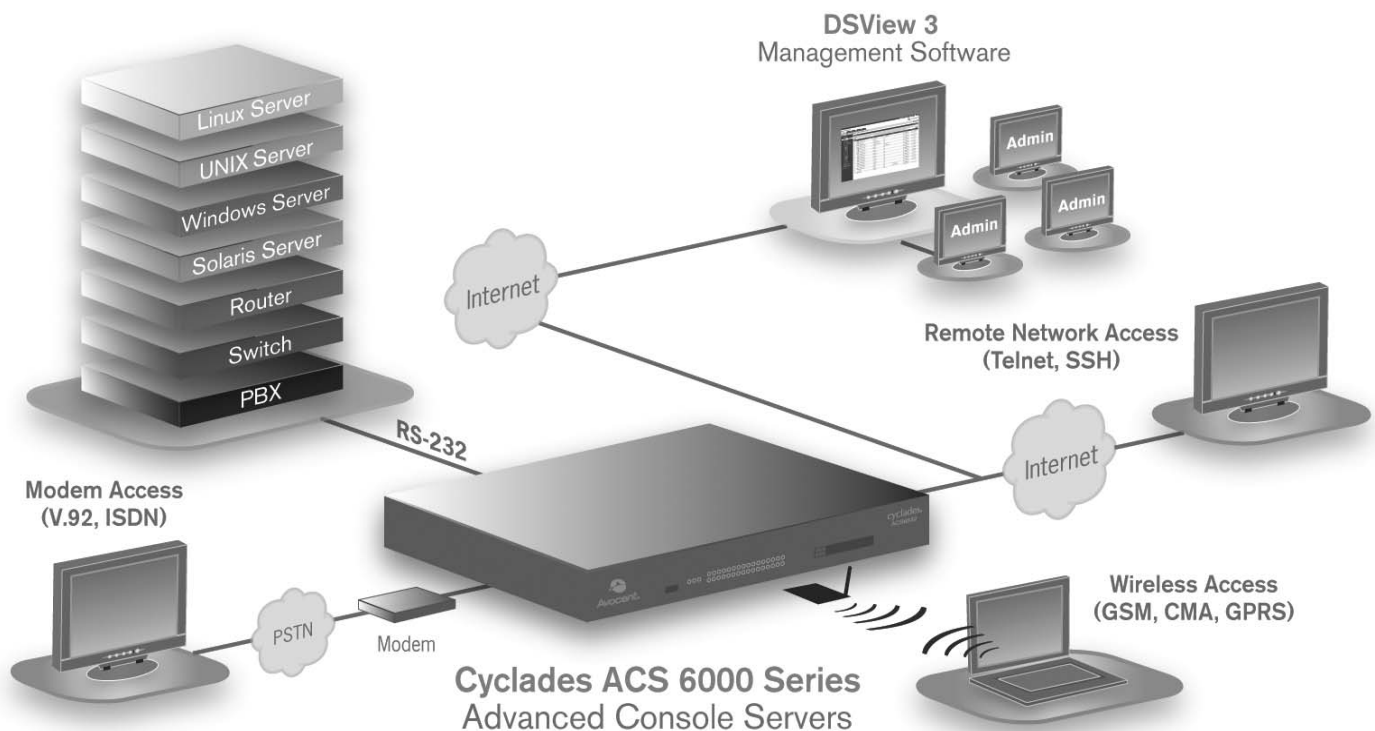 DSView 3
Management Software
Linux Server
UNIX Server
Windows Server
Solaris Server
Router
Switch
PBX
Admin
Admin
Admin
Internet
Remote Network Access
(Telnet, SSH)
RS-232
Internet
Modem Access
(V.92, ISDN)
cyclades
Avocent
Wireless Access
(GSM, CMA, GPRS)
PSTN
Modem
Cyclades ACS 6000 Series
Advanced Console Servers